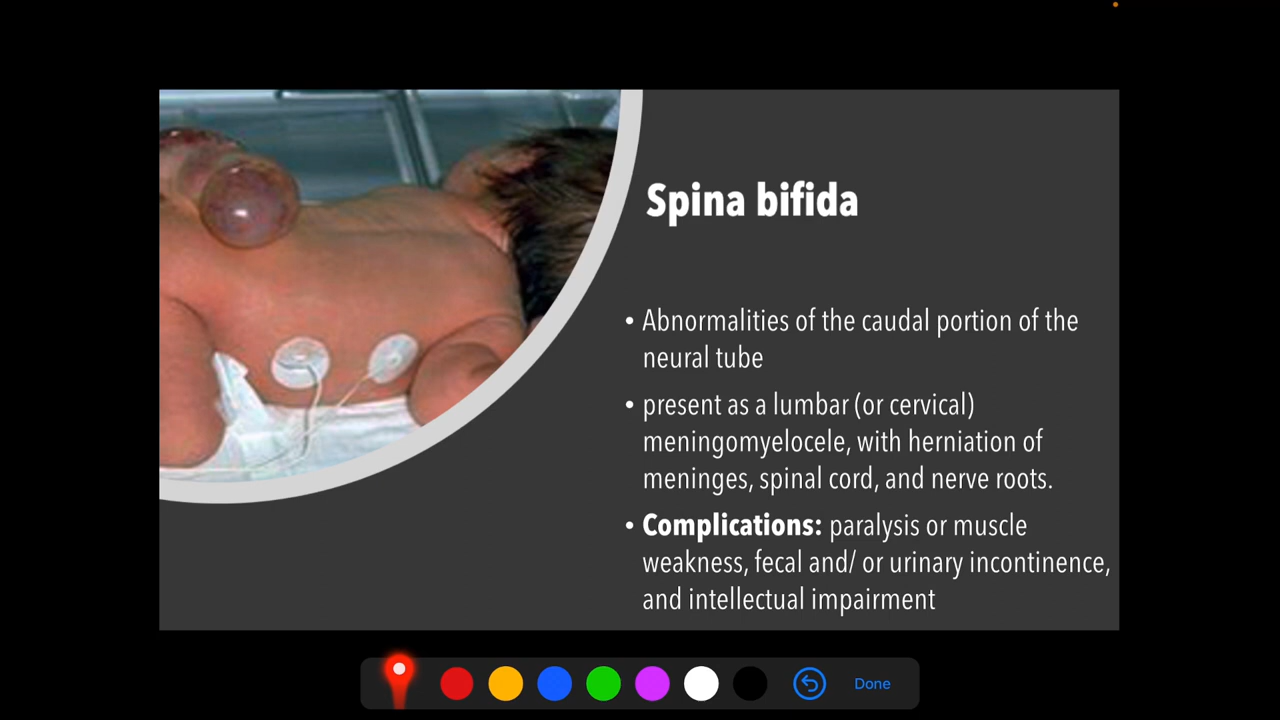 Spina bifida
• Abnormalities of the caudal portion of the
neural tube
• present as a lumbar (or cervical)
meningomyelocele, with herniation of
meninges, spinal cord, and nerve roots.
• Complications: paralysis or muscle
weakness, fecal and/ or urinary incontinence,
and intellectual impairment
Done